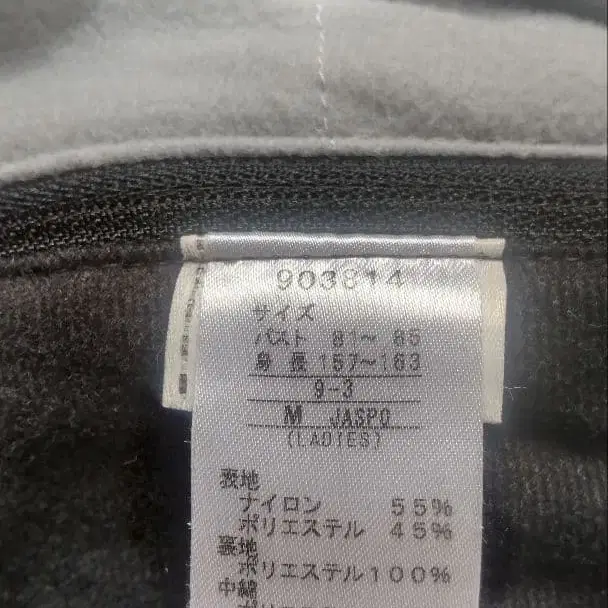 903814
サイズ
バスト 81～ 85
身 長 157～163
9-3
M JASPO
(LADIES)
表地
ナイロン 55%
ポリエステル 45%
裏地
ポリエステル100%
中綿